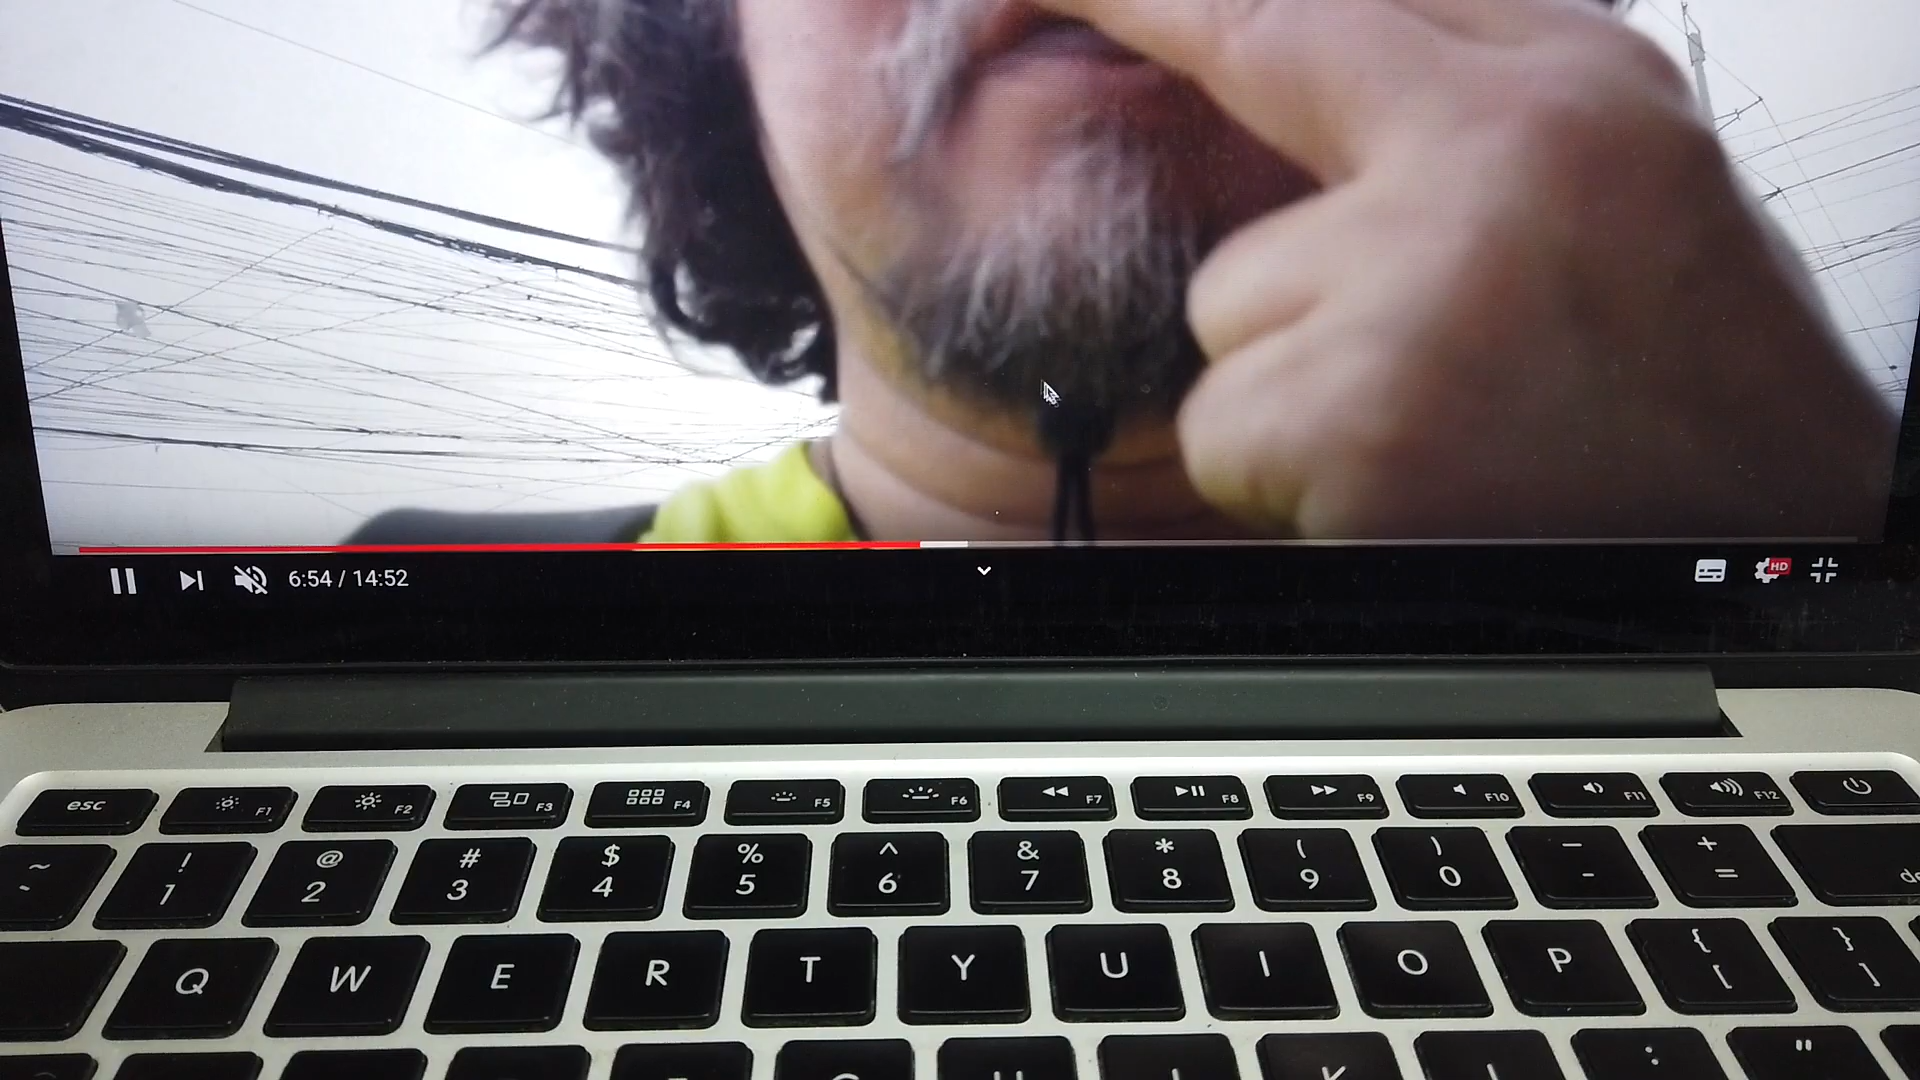 6:54 / 14:52
HD
esc F1 F2 F3 F4 F5 F6 F7 F8 F9 F10 F11 F12
~ ! @ # $ % ^ & * ( ) — +
` 1 2 3 4 5 6 7 8 9 0 - = de
Q W E R T Y U I O P { }
[ ]
: "